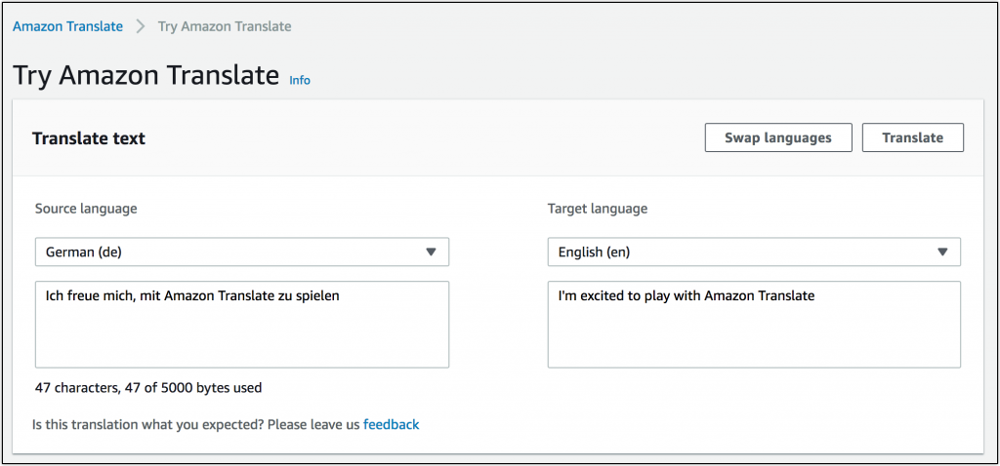 Amazon Translate > Try Amazon Translate
Try Amazon Translate Info
Translate text
Swap languages
Translate
Source language
Target language
German (de)
English (en)
Ich freue mich, mit Amazon Translate zu spielen
I'm excited to play with Amazon Translate
47 characters, 47 of 5000 bytes used
Is this translation what you expected? Please leave us feedback